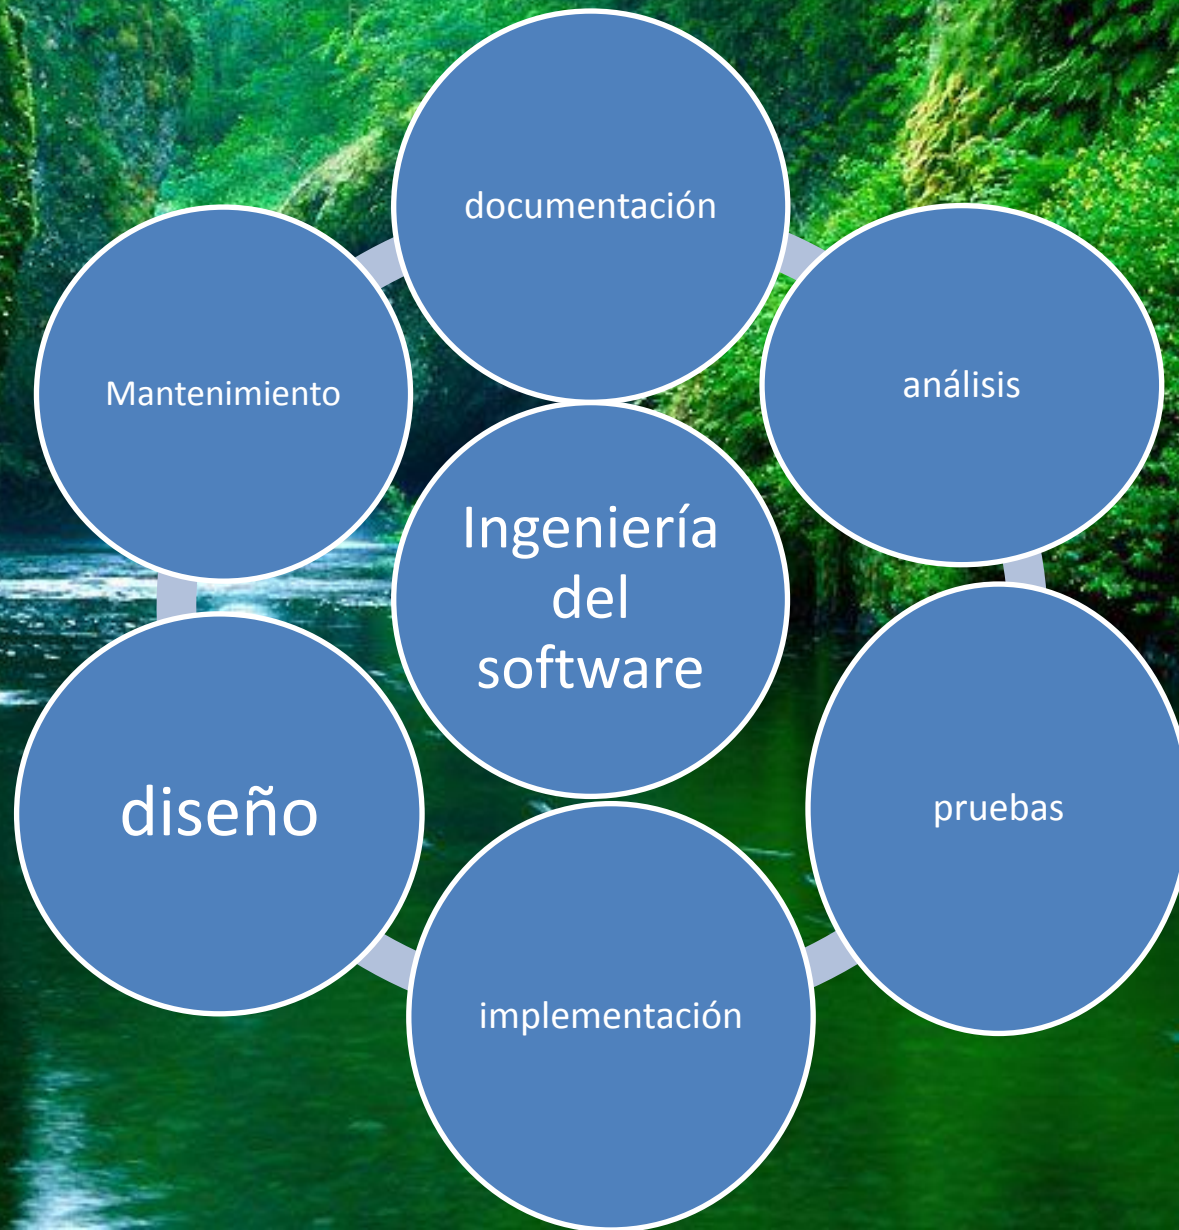 documentación
Mantenimiento
análisis
Ingeniería
del
software
diseño
pruebas
implementación